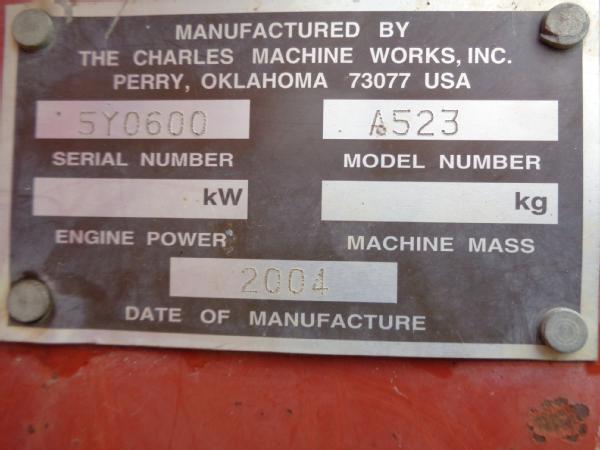 MANUFACTURED BY
THE CHARLES MACHINE WORKS, INC.
PERRY, OKLAHOMA 73077 USA
5Y0600 A523
SERIAL NUMBER MODEL NUMBER
kW kg
ENGINE POWER MACHINE MASS
2004
DATE OF MANUFACTURE